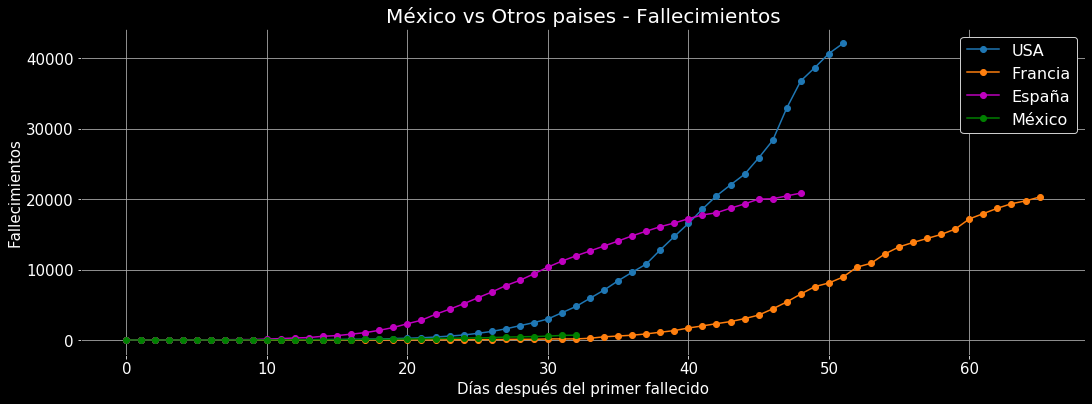 México vs Otros paises - Fallecimientos
USA
Francia
España
México
Fallecimientos
40000
30000
20000
10000
0
0 10 20 30 40 50 60
Días después del primer fallecido